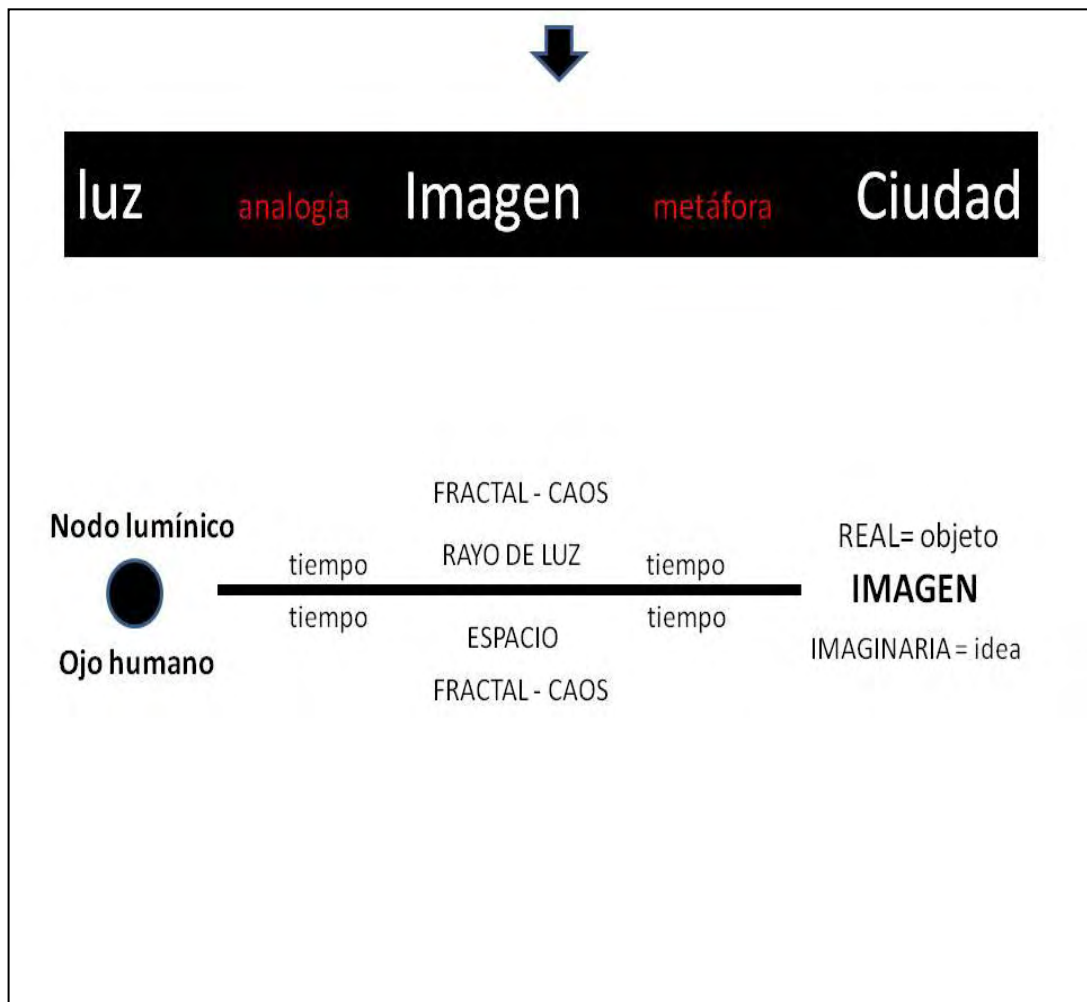 luz analogía Imagen metáfora Ciudad
FRACTAL - CAOS
Nodo lumínico
REAL= objeto
tiempo RAYO DE LUZ tiempo
IMAGEN
tiempo ESPACIO tiempo
Ojo humano
IMAGINARIA = idea
FRACTAL - CAOS